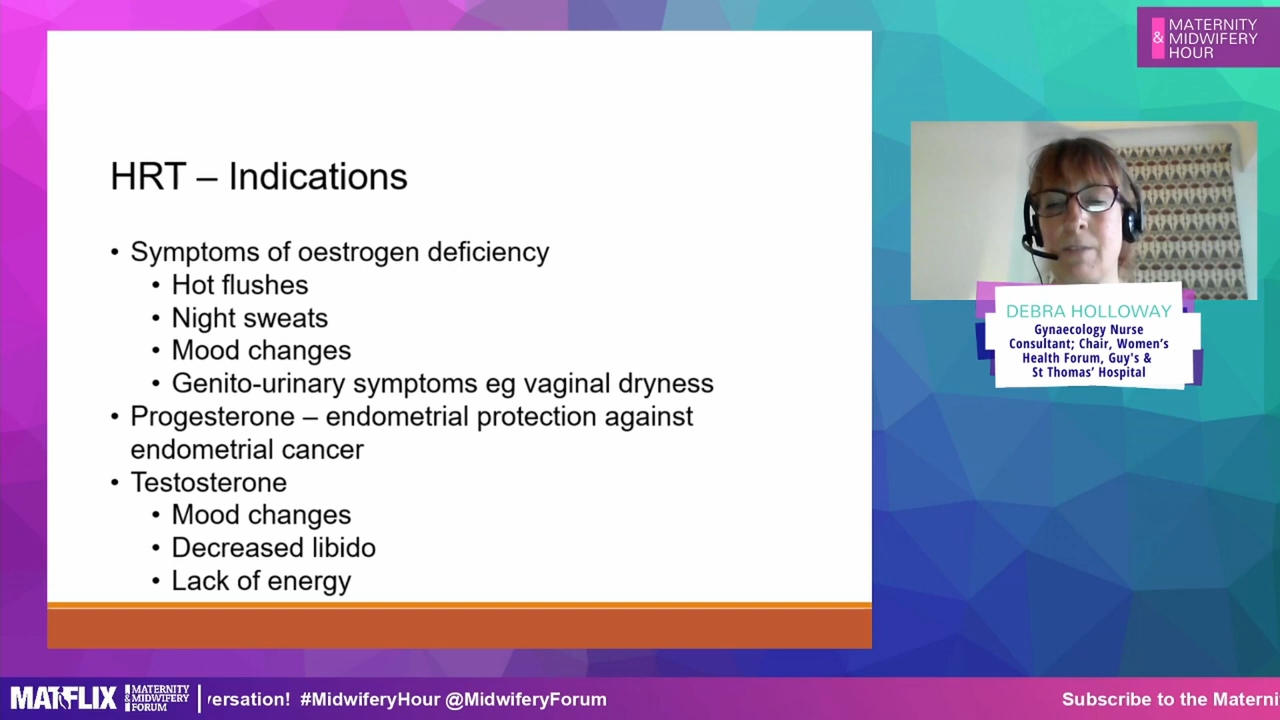 HRT – Indications
• Symptoms of oestrogen deficiency
• Hot flushes
• Night sweats
• Mood changes
• Genito-urinary symptoms eg vaginal dryness
• Progesterone – endometrial protection against
endometrial cancer
• Testosterone
• Mood changes
• Decreased libido
• Lack of energy
MATERNITY
& MIDWIFERY
HOUR
DEBRA HOLLOWAY
Gynaecology Nurse
Consultant; Chair, Women's
Health Forum, Guy's &
St Thomas' Hospital
MATFLIX
MATERNITY
& MIDWIFERY
FORUM
versation! #MidwiferyHour @MidwiferyForum
Subscribe to the Materni